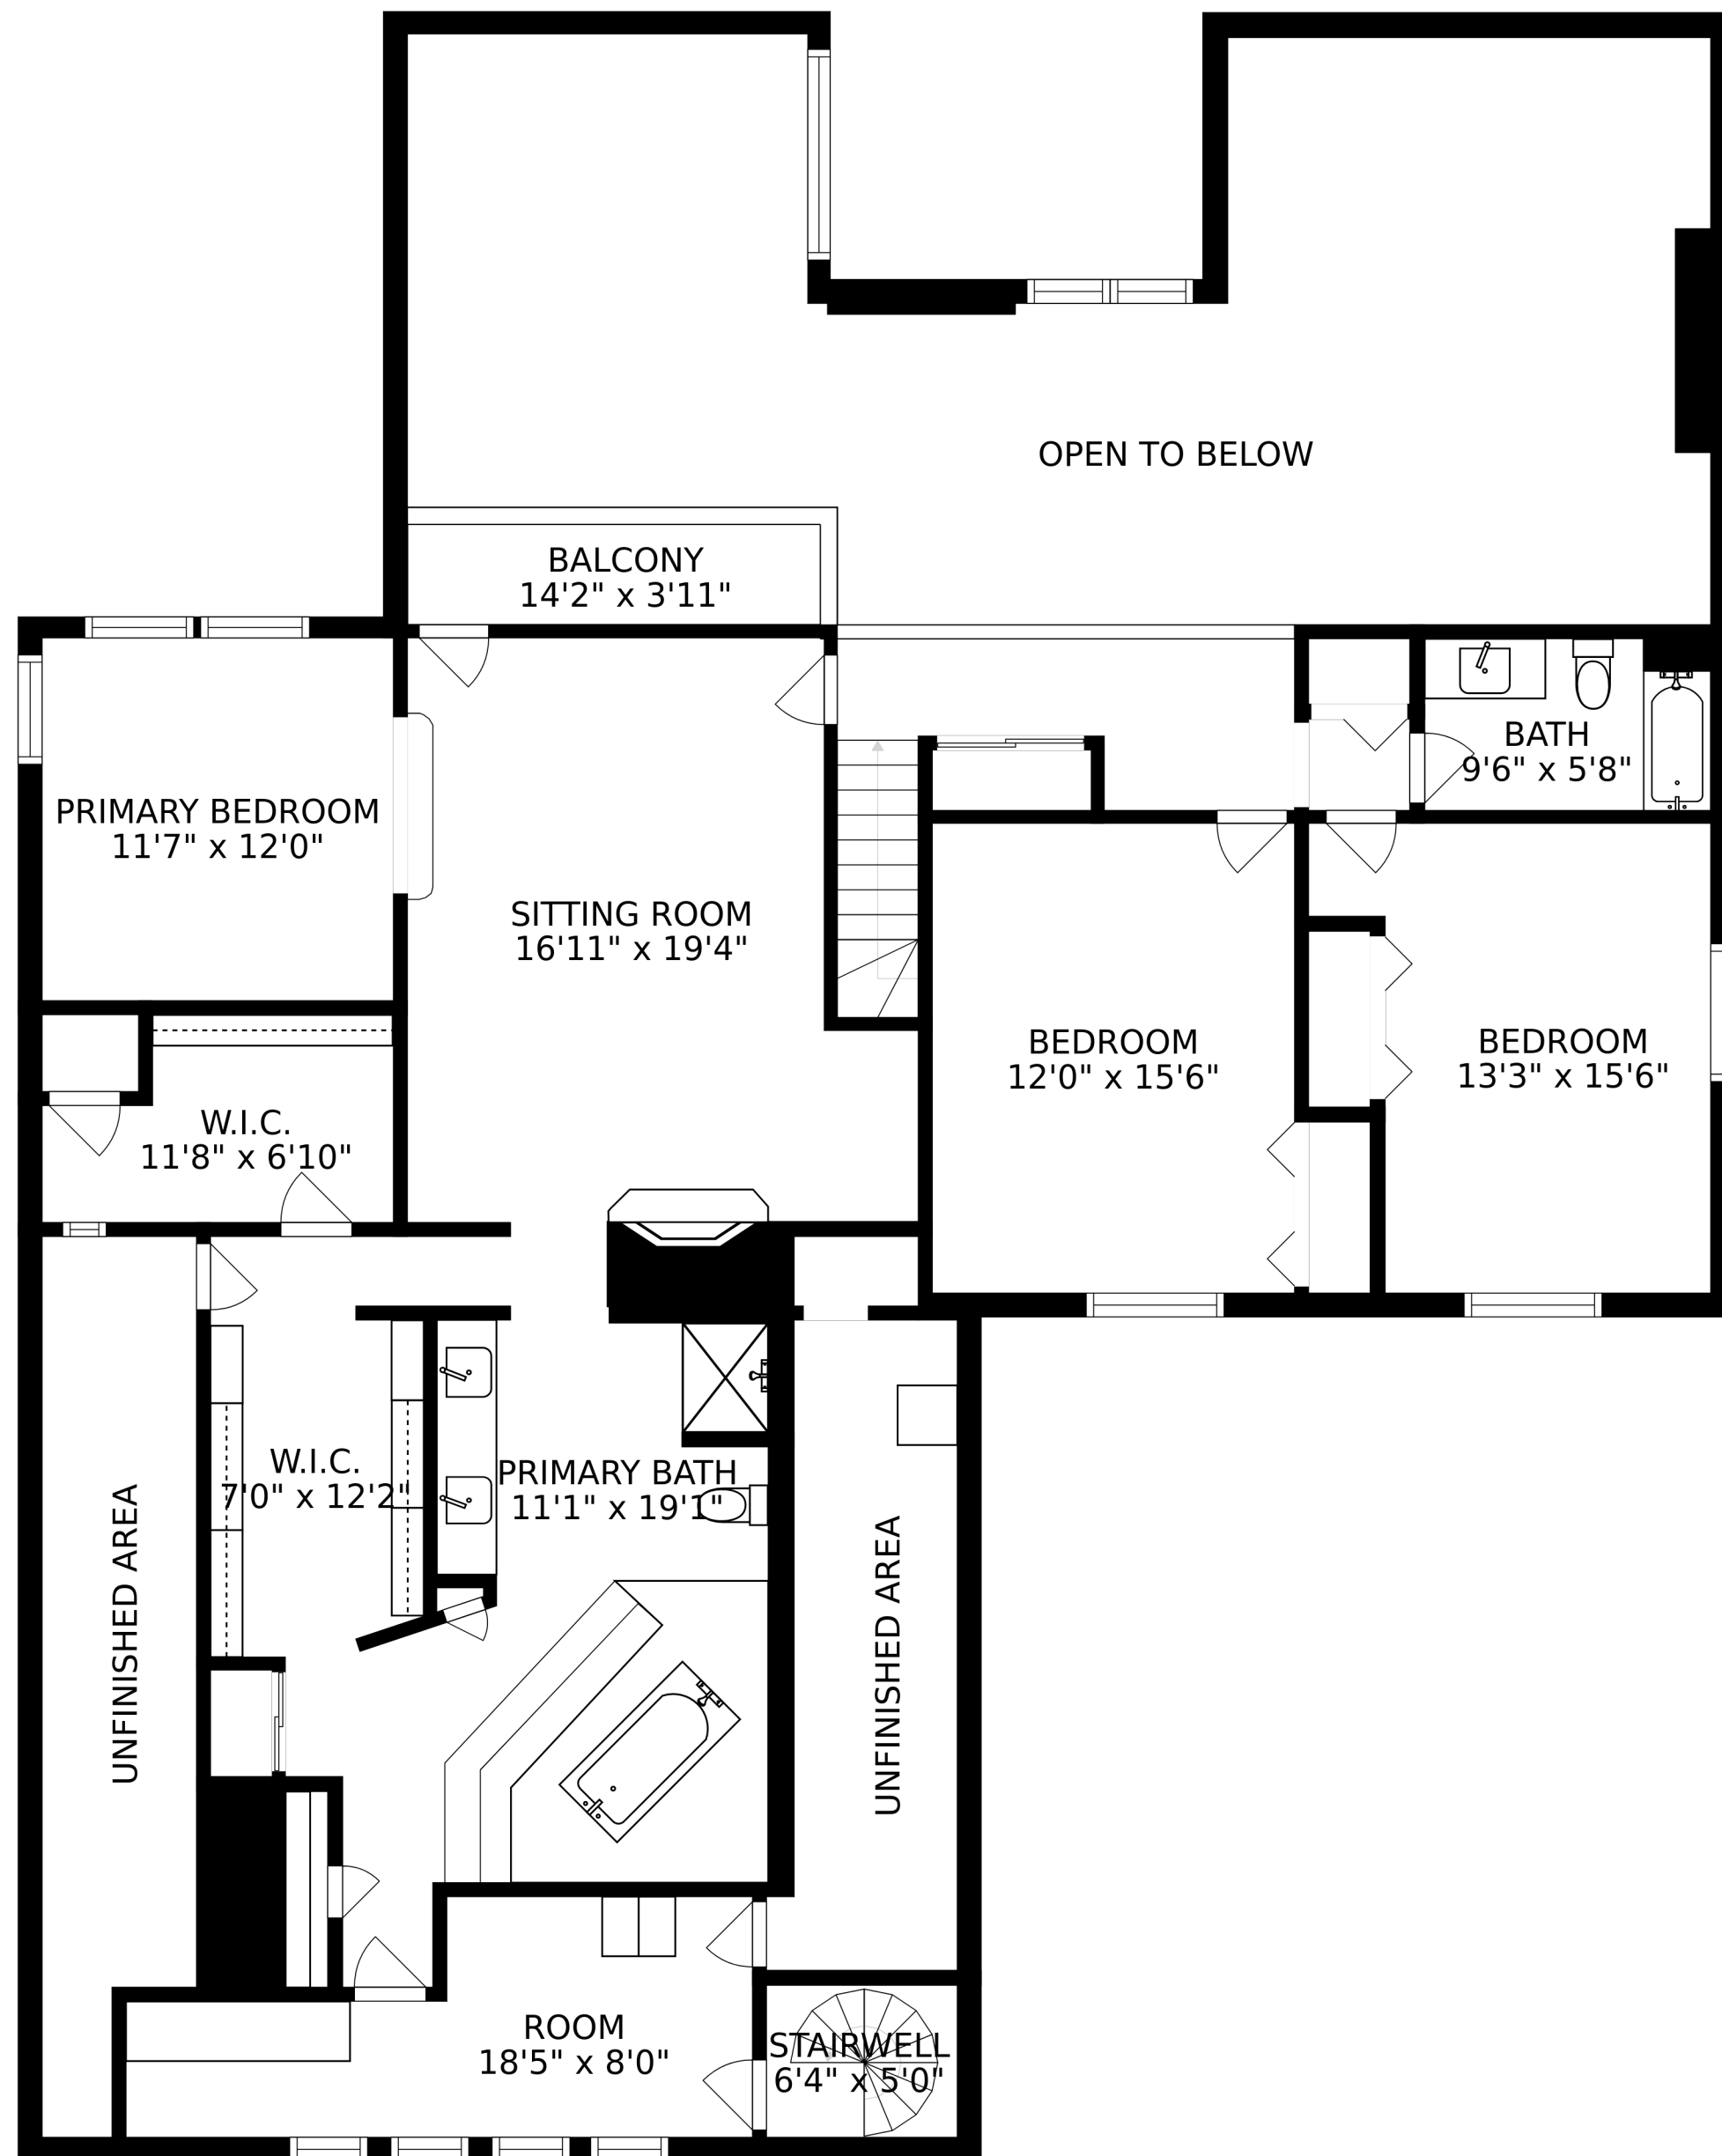 OPEN TO BELOW
BALCONY
14'2" x 3'11"
BATH
9'6" x 5'8"
PRIMARY BEDROOM
11'7" x 12'0"
SITTING ROOM
16'11" x 19'4"
BEDROOM
12'0" x 15'6"
BEDROOM
13'3" x 15'6"
W.I.C.
11'8" x 6'10"
W.I.C.
7'0" x 12'2"
PRIMARY BATH
11'1" x 19'1"
UNFINISHED AREA
UNFINISHED AREA
ROOM
18'5" x 8'0"
STAIRWELL
6'4" x 5'0"